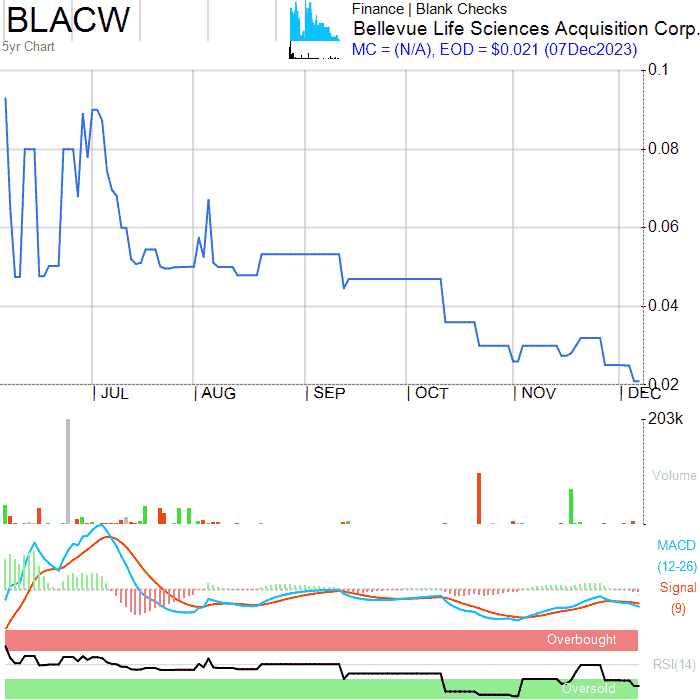 BLACW
Finance | Blank Checks
Bellevue Life Sciences Acquisition Corp.
5yr Chart
MC = (N/A), EOD = $0.021 (07Dec2023)
0.1
0.08
0.06
0.04
0.02
JUL AUG SEP OCT NOV DEC
203k
Volume
MACD
(12-26)
Signal
(9)
Overbought
RSI(14)
Oversold